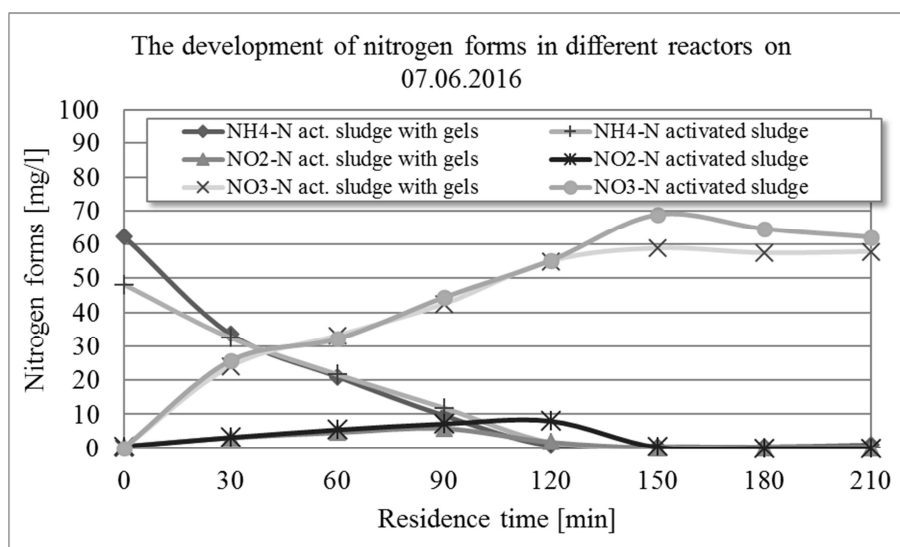 The development of nitrogen forms in different reactors on
07.06.2016
100
90
80
70
60
50
40
30
20
10
0
Nitrogen forms [mg/l]
NH4-N act. sludge with gels
NH4-N activated sludge
NO2-N act. sludge with gels
NO2-N activated sludge
NO3-N act. sludge with gels
NO3-N activated sludge
0 30 60 90 120 150 180 210
Residence time [min]